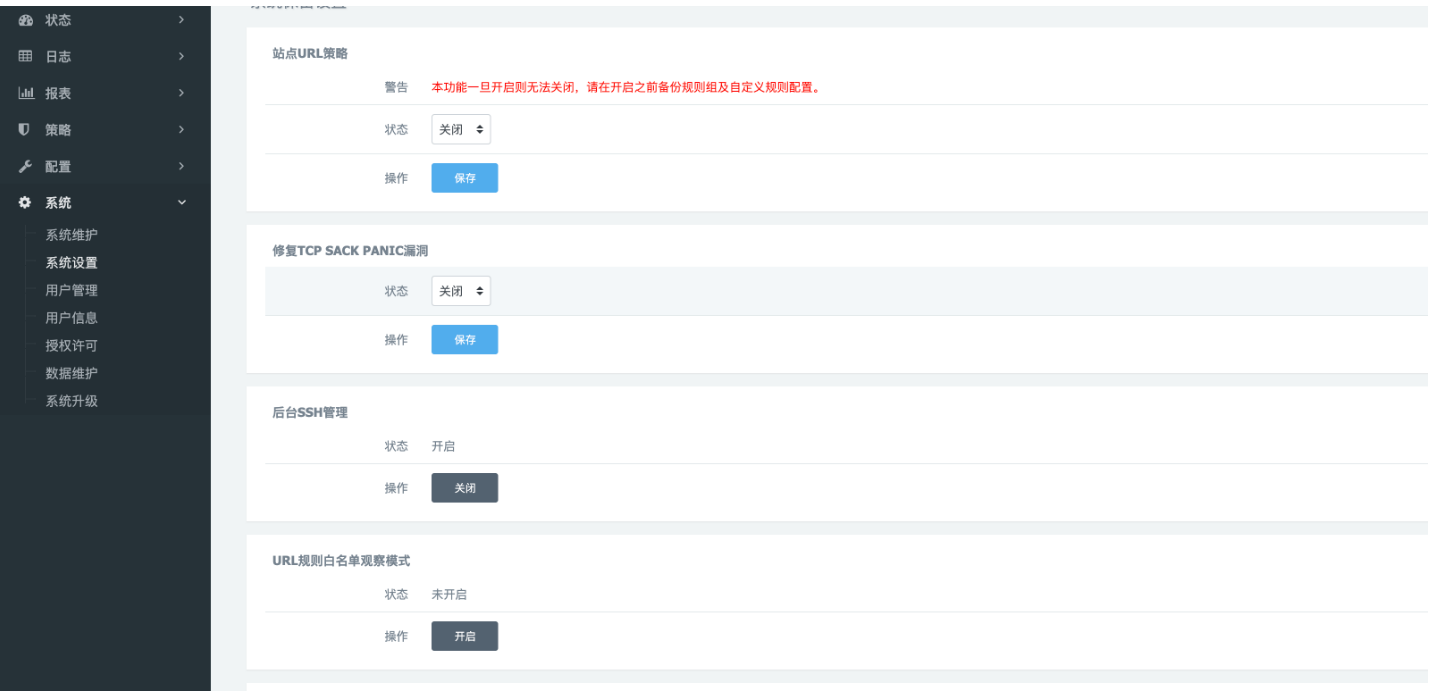 状态
日志
报表
策略
配置
系统
系统维护
系统设置
用户管理
用户信息
授权许可
数据维护
系统升级
站点URL策略
警告 本功能一旦开启则无法关闭，请在开启之前备份规则组及自定义规则配置。
状态 关闭
操作 保存
修复TCP SACK PANIC漏洞
状态 关闭
操作 保存
后台SSH管理
状态 开启
操作 关闭
URL规则白名单观察模式
状态 未开启
操作 开启